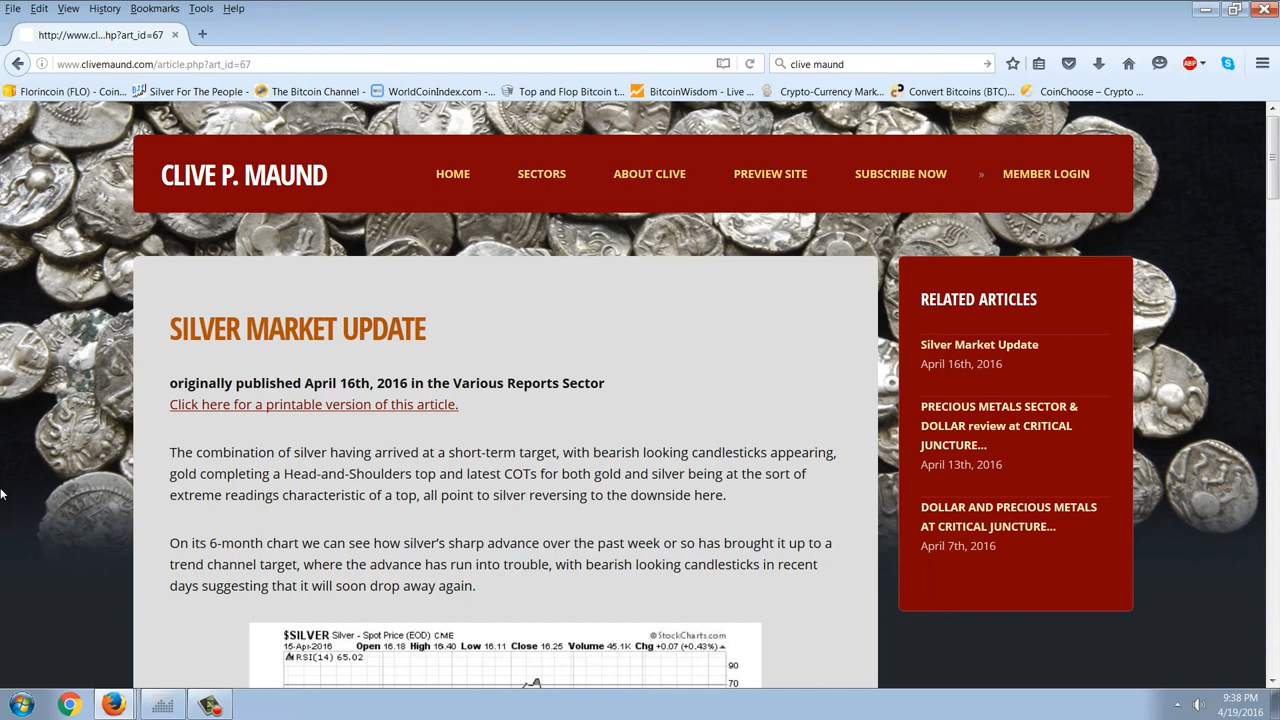 File Edit View History Bookmarks Tools Help
http://www.cl...hp?art_id=67
www.clivemaund.com/article.php?art_id=67
clive maund
ABP
Florincoin (FLO) - Coin...
Silver For The People - ...
The Bitcoin Channel - ...
WorldCoinIndex.com -...
Top and Flop Bitcoin t...
BitcoinWisdom - Live ...
Crypto-Currency Mark...
Convert Bitcoins (BTC)...
CoinChoose – Crypto ...
CLIVE P. MAUND
HOME SECTORS ABOUT CLIVE PREVIEW SITE SUBSCRIBE NOW » MEMBER LOGIN
SILVER MARKET UPDATE
originally published April 16th, 2016 in the Various Reports Sector
Click here for a printable version of this article.
The combination of silver having arrived at a short-term target, with bearish looking candlesticks appearing,
gold completing a Head-and-Shoulders top and latest COTs for both gold and silver being at the sort of
extreme readings characteristic of a top, all point to silver reversing to the downside here.
On its 6-month chart we can see how silver's sharp advance over the past week or so has brought it up to a
trend channel target, where the advance has run into trouble, with bearish looking candlesticks in recent
days suggesting that it will soon drop away again.
$SILVER Silver - Spot Price (EOD) CME © StockCharts.com
15-Apr-2016 Open 16.18 High 16.40 Low 16.11 Close 16.25 Volume 45.1K Chg +0.07 (+0.43%)
RSI(14) 65.02
90
70
RELATED ARTICLES
Silver Market Update
April 16th, 2016
PRECIOUS METALS SECTOR &
DOLLAR review at CRITICAL
JUNCTURE...
April 13th, 2016
DOLLAR AND PRECIOUS METALS
AT CRITICAL JUNCTURE...
April 7th, 2016
9:38 PM
4/19/2016